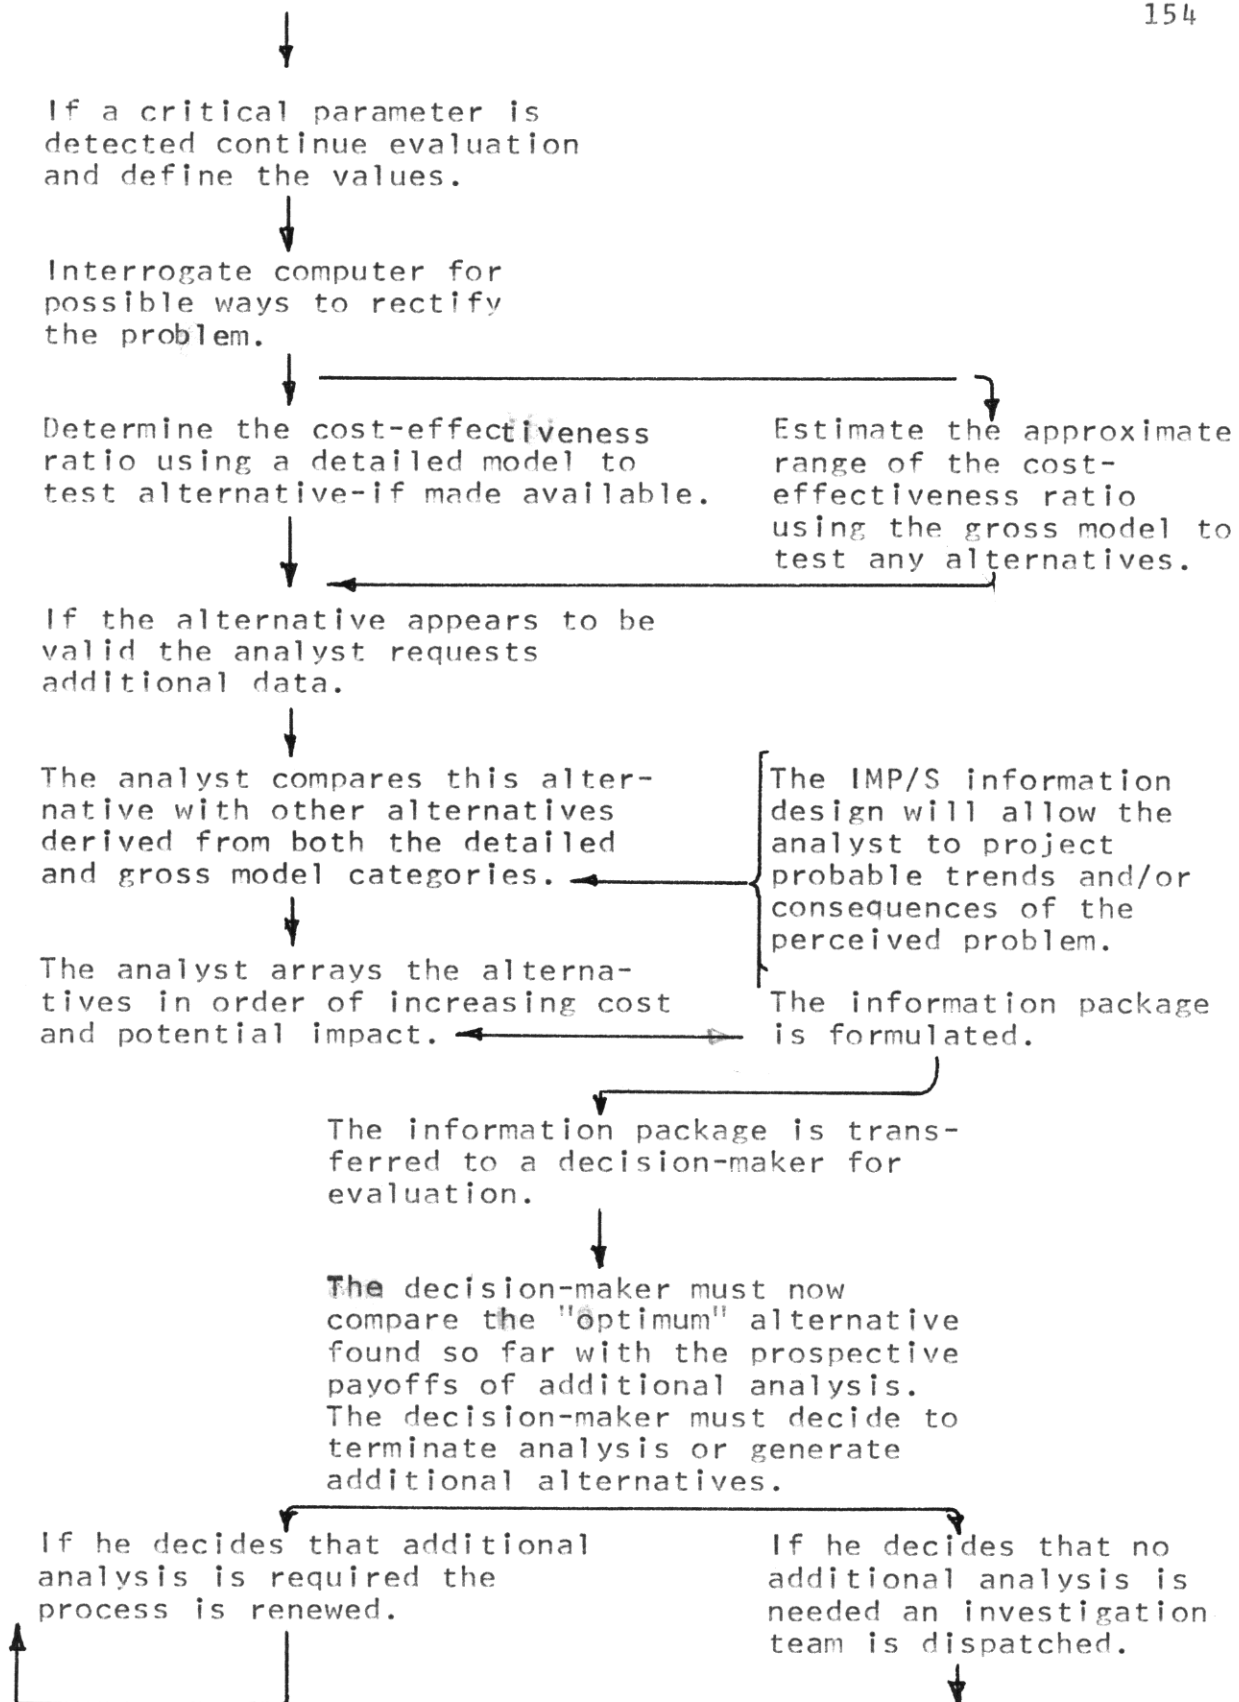 154
If a critical parameter is
detected continue evaluation
and define the values.
Interrogate computer for
possible ways to rectify
the problem.
Determine the cost-effectiveness
ratio using a detailed model to
test alternative-if made available.
Estimate the approximate
range of the cost-
effectiveness ratio
using the gross model to
test any alternatives.
If the alternative appears to be
valid the analyst requests
additional data.
The analyst compares this alter-
native with other alternatives
derived from both the detailed
and gross model categories.
The IMP/S information
design will allow the
analyst to project
probable trends and/or
consequences of the
perceived problem.
The analyst arrays the alterna-
tives in order of increasing cost
and potential impact.
The information package
is formulated.
The information package is trans-
ferred to a decision-maker for
evaluation.
The decision-maker must now
compare the "optimum" alternative
found so far with the prospective
payoffs of additional analysis.
The decision-maker must decide to
terminate analysis or generate
additional alternatives.
If he decides that additional
analysis is required the
process is renewed.
If he decides that no
additional analysis is
needed an investigation
team is dispatched.